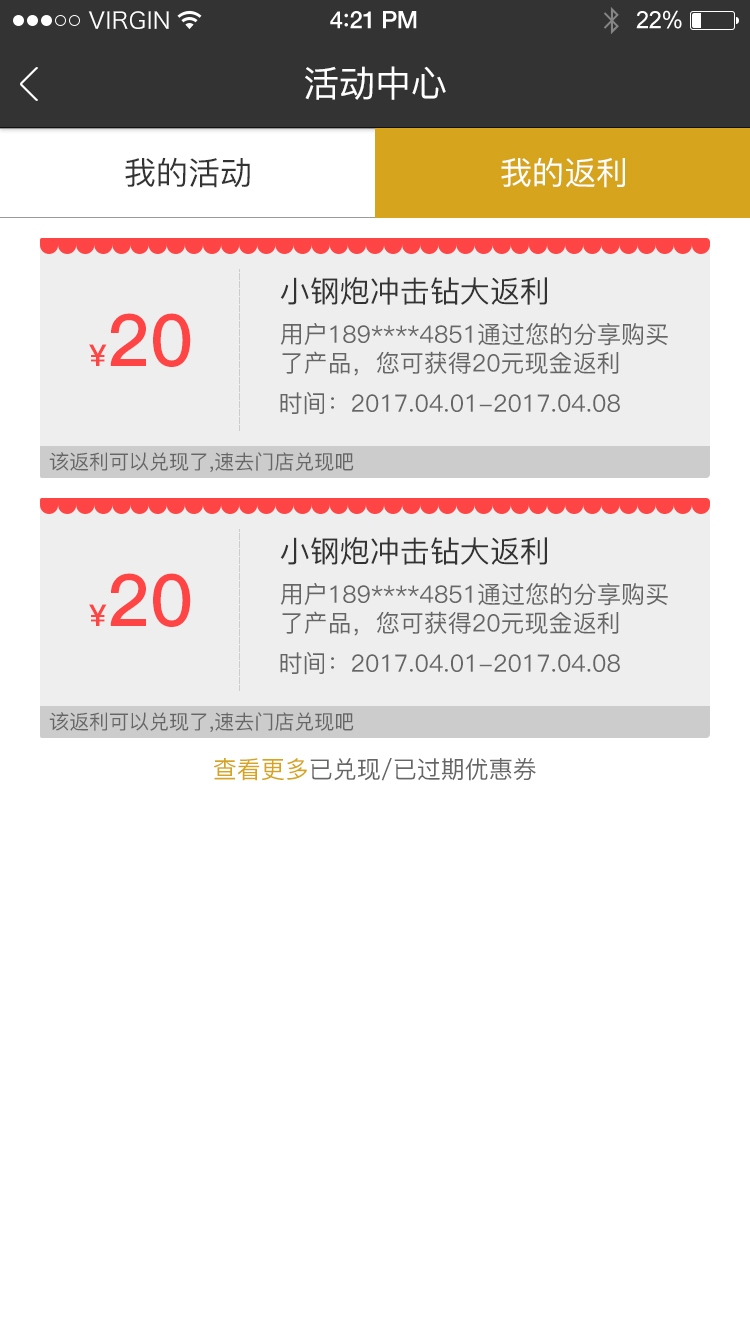 VIRGIN 4:21 PM 22%
活动中心
我的活动 我的返利
小钢炮冲击钻大返利
¥20
用户189****4851通过您的分享购买
了产品，您可获得20元现金返利
时间：2017.04.01-2017.04.08
该返利可以兑现了,速去门店兑现吧
小钢炮冲击钻大返利
¥20
用户189****4851通过您的分享购买
了产品，您可获得20元现金返利
时间：2017.04.01-2017.04.08
该返利可以兑现了,速去门店兑现吧
查看更多已兑现/已过期优惠券